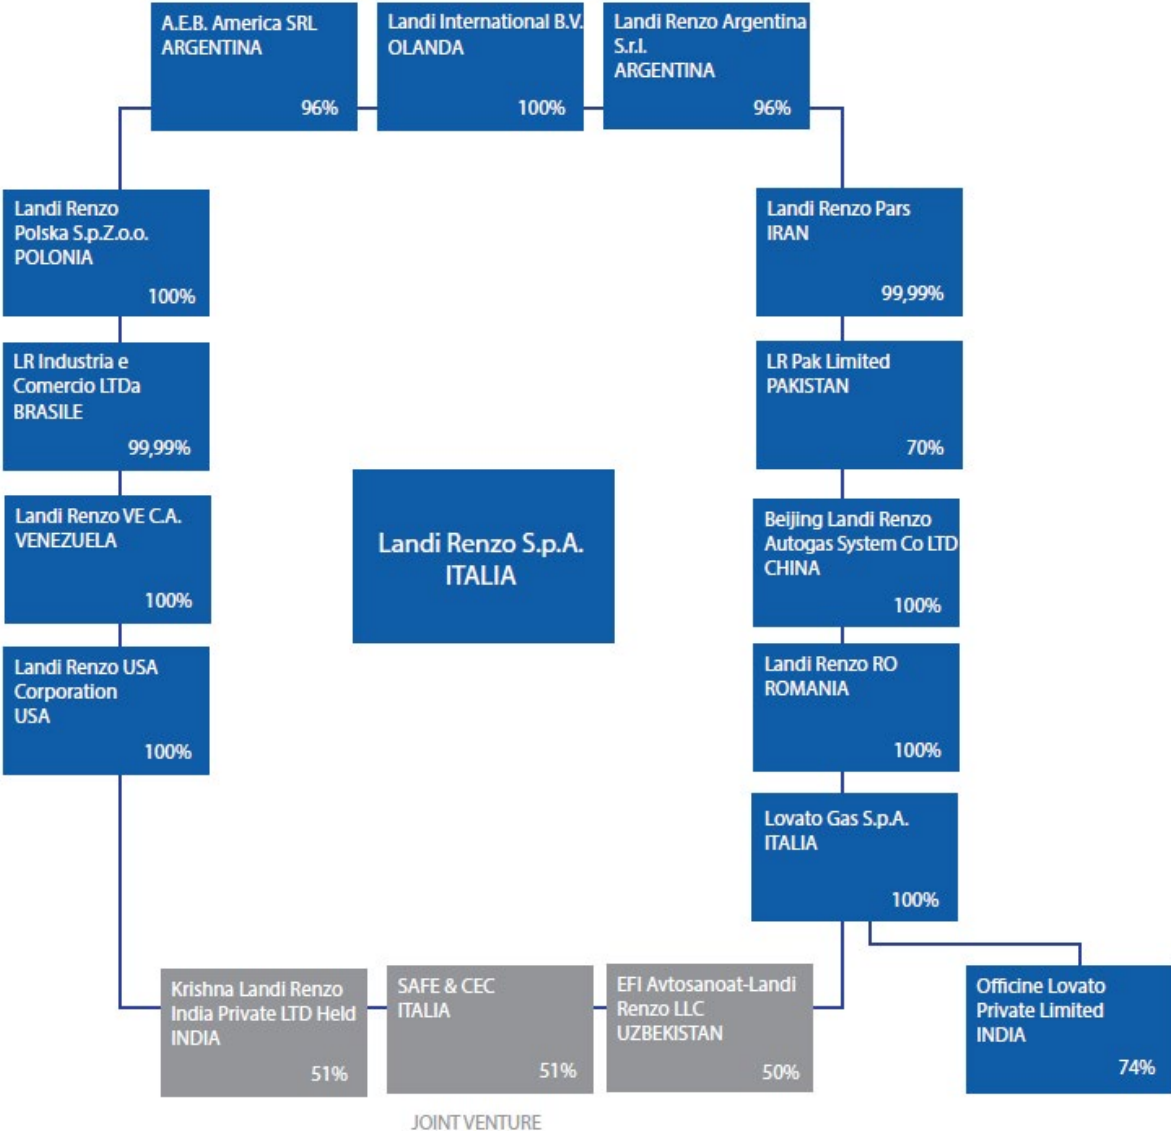 A.E.B. America SRL
ARGENTINA
96%
Landi International B.V.
OLANDA
100%
Landi Renzo Argentina
S.r.l.
ARGENTINA
96%
Landi Renzo
Polska S.p.Z.o.o.
POLONIA
100%
Landi Renzo Pars
IRAN
99,99%
LR Industria e
Comercio LTDa
BRASILE
99,99%
LR Pak Limited
PAKISTAN
70%
Landi Renzo VE C.A.
VENEZUELA
100%
Landi Renzo S.p.A.
ITALIA
Beijing Landi Renzo
Autogas System Co LTD
CHINA
100%
Landi Renzo USA
Corporation
USA
100%
Landi Renzo RO
ROMANIA
100%
Lovato Gas S.p.A.
ITALIA
100%
Krishna Landi Renzo
India Private LTD Held
INDIA
51%
SAFE & CEC
ITALIA
51%
EFI Avtosanoat-Landi
Renzo LLC
UZBEKISTAN
50%
Officine Lovato
Private Limited
INDIA
74%
JOINT VENTURE